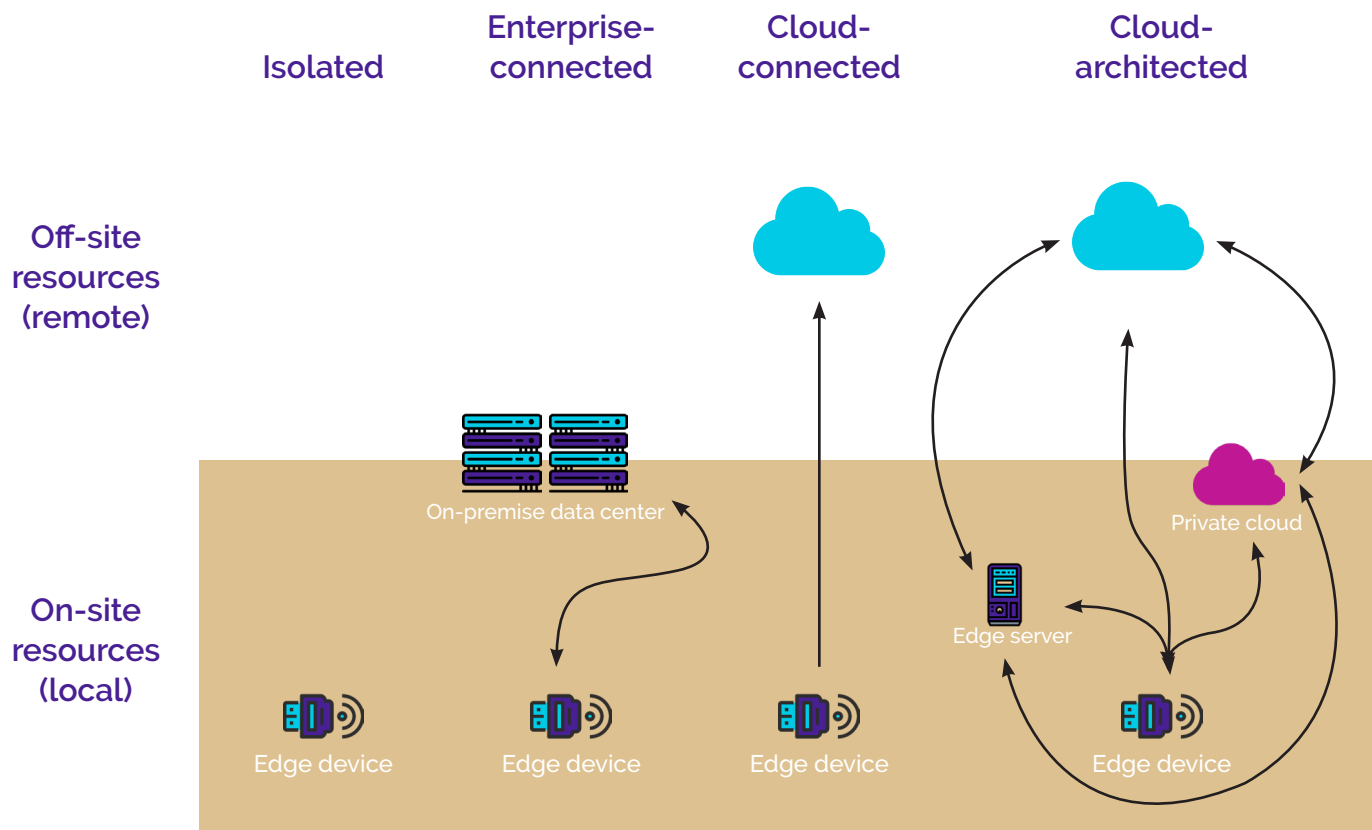 Isolated
Enterprise-
connected
Cloud-
connected
Cloud-
architected
Off-site
resources
(remote)
On-premise data center
Private cloud
On-site
resources
(local)
Edge server
Edge device
Edge device
Edge device
Edge device